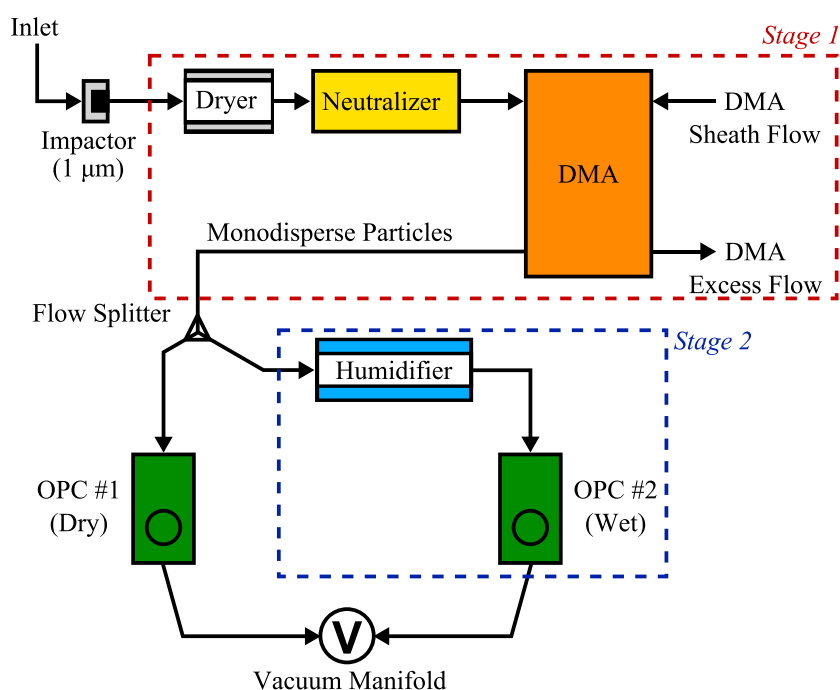 Inlet
Stage 1
Impactor
(1 μm)
Dryer
Neutralizer
DMA
DMA
Sheath Flow
Monodisperse Particles
DMA
Excess Flow
Flow Splitter
Stage 2
Humidifier
OPC #1
(Dry)
OPC #2
(Wet)
V
Vacuum Manifold